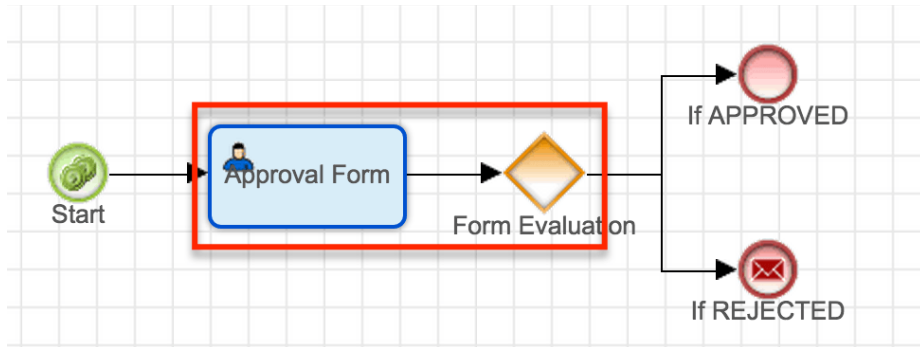 If APPROVED
Approval Form
Start
Form Evaluation
If REJECTED